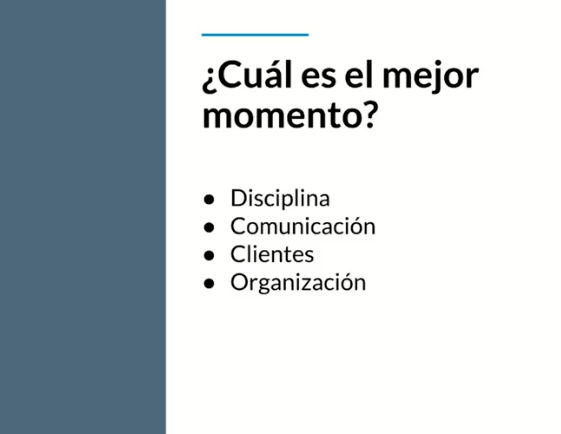 ¿Cuál es el mejor
momento?
● Disciplina
● Comunicación
● Clientes
● Organización